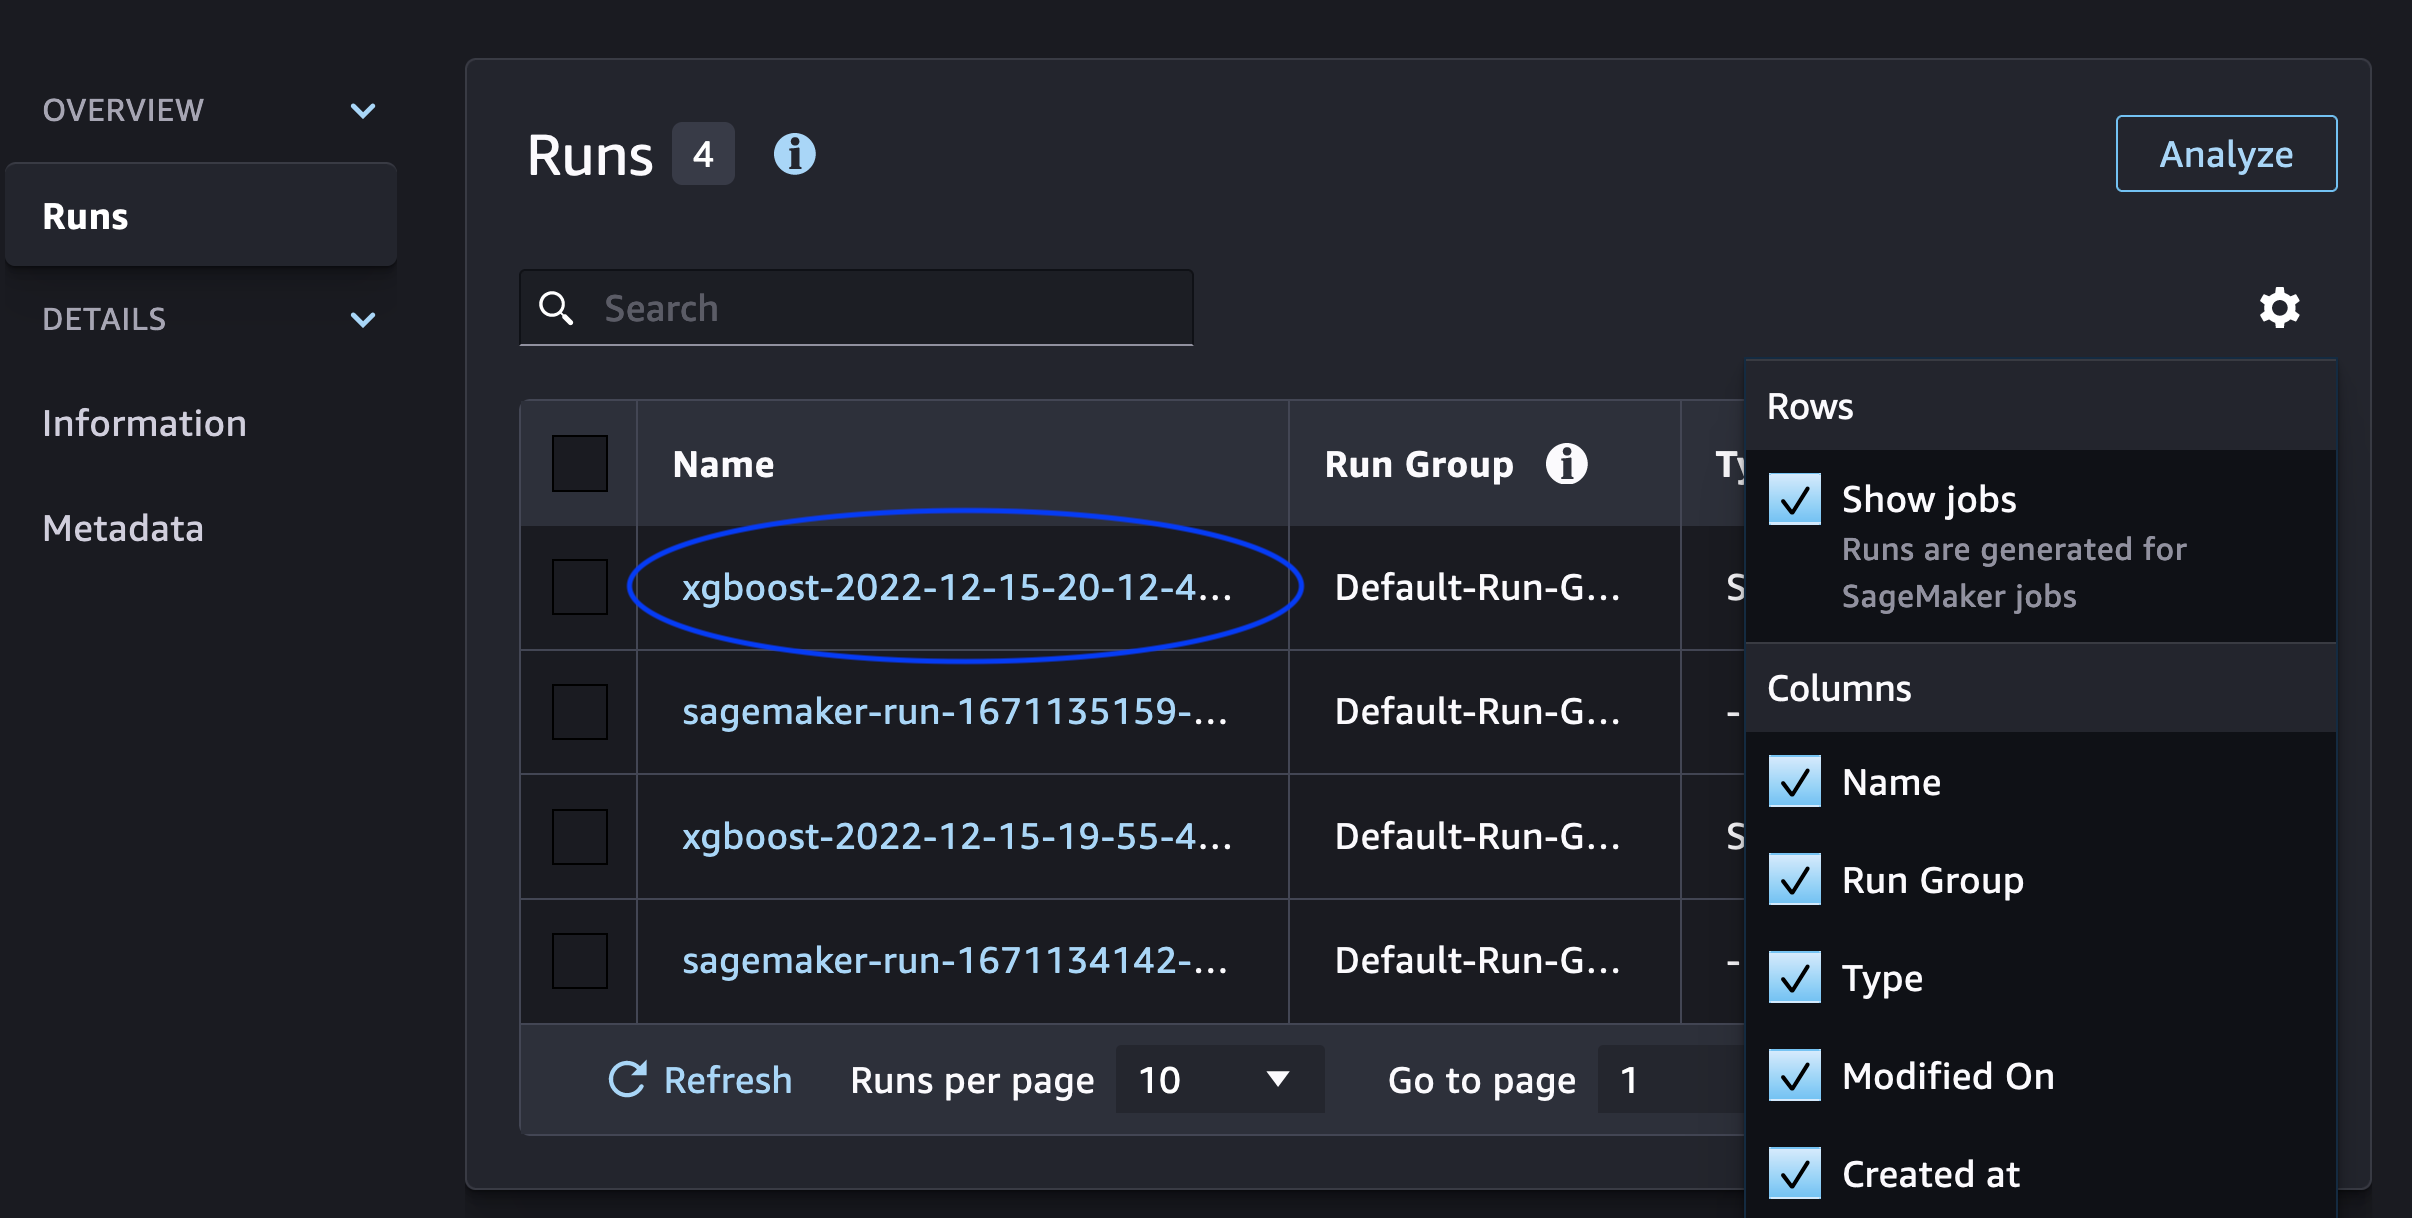 OVERVIEW
Runs
DETAILS
Information
Metadata
Runs 4
Analyze
Search
Name Run Group Ty
xgboost-2022-12-15-20-12-4... Default-Run-G... S
sagemaker-run-1671135159-... Default-Run-G... -
xgboost-2022-12-15-19-55-4... Default-Run-G... S
sagemaker-run-1671134142-... Default-Run-G... -
Refresh Runs per page 10 Go to page 1
Rows
Show jobs
Runs are generated for
SageMaker jobs
Columns
Name
Run Group
Type
Modified On
Created at